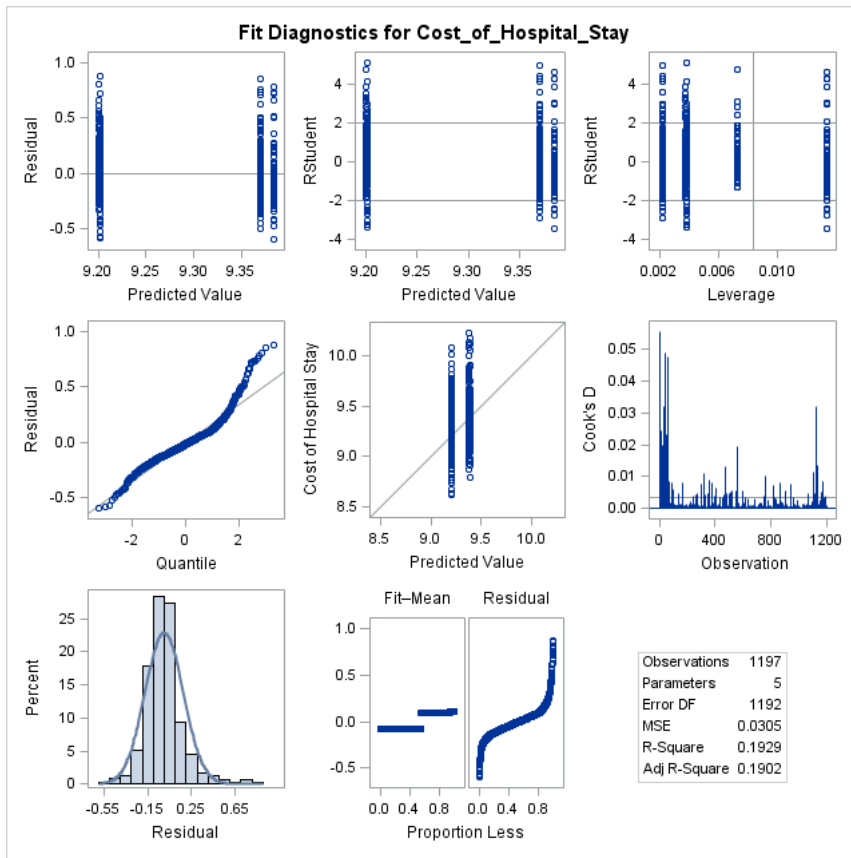 Fit Diagnostics for Cost_of_Hospital_Stay
1.0
0.5
0.0
-0.5
Residual
9.20 9.25 9.30 9.35
Predicted Value
4
2
0
-2
-4
RStudent
9.20 9.25 9.30 9.35
Predicted Value
4
2
0
-2
-4
RStudent
0.002 0.006 0.010
Leverage
1.0
0.5
0.0
-0.5
Residual
-2 0 2
Quantile
10.0
9.5
9.0
8.5
Cost of Hospital Stay
8.5 9.0 9.5 10.0
Predicted Value
0.05
0.04
0.03
0.02
0.01
0.00
Cook's D
0 400 800 1200
Observation
25
20
15
10
5
0
Percent
-0.55 -0.15 0.25 0.65
Residual
Fit–Mean Residual
1.0
0.5
0.0
-0.5
0.0 0.4 0.8 0.0 0.4 0.8
Proportion Less
Observations 1197
Parameters 5
Error DF 1192
MSE 0.0305
R-Square 0.1929
Adj R-Square 0.1902